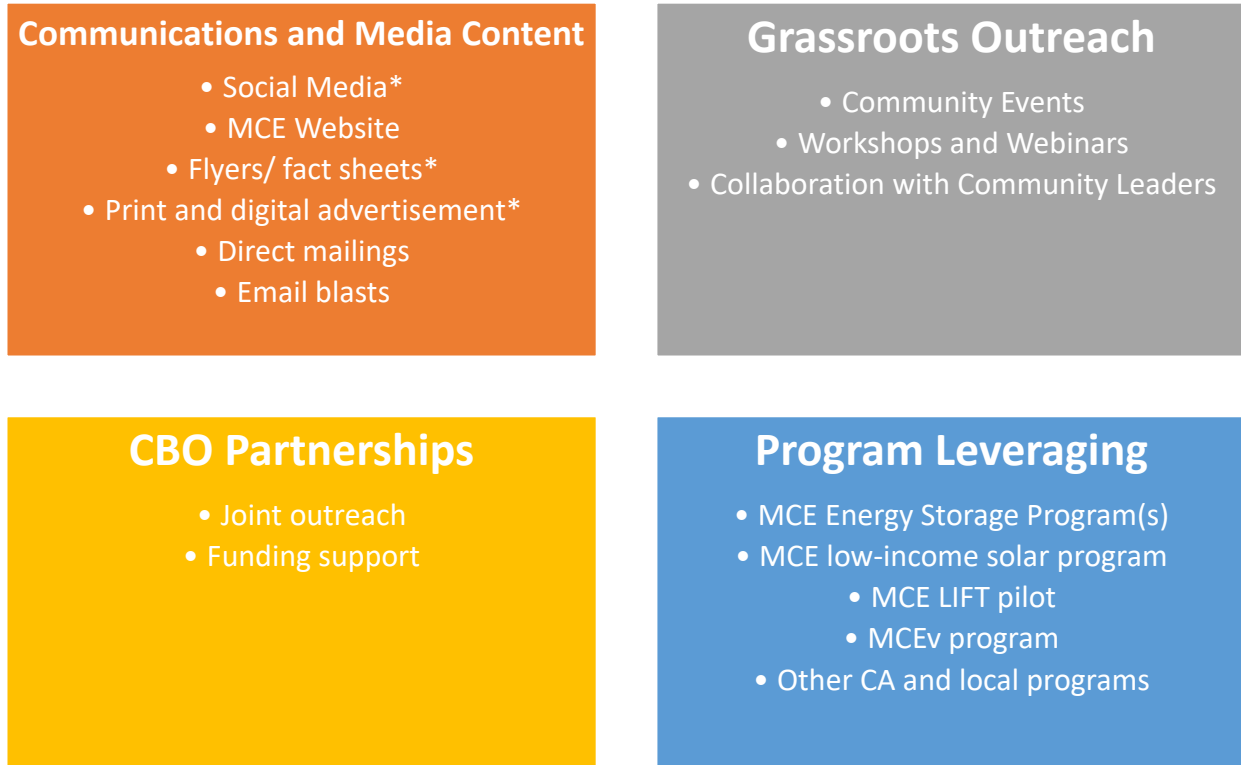 Communications and Media Content
• Social Media*
• MCE Website
• Flyers/ fact sheets*
• Print and digital advertisement*
• Direct mailings
• Email blasts
Grassroots Outreach
• Community Events
• Workshops and Webinars
• Collaboration with Community Leaders
CBO Partnerships
• Joint outreach
• Funding support
Program Leveraging
• MCE Energy Storage Program(s)
• MCE low-income solar program
• MCE LIFT pilot
• MCEv program
• Other CA and local programs